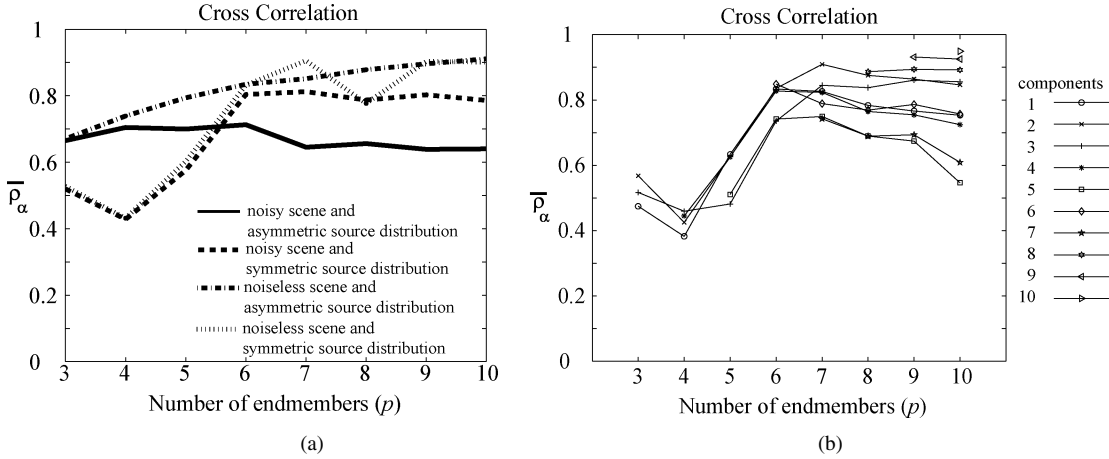 Cross Correlation
1
0.8
0.6
ρ̅α
0.4
0.2
0
3 4 5 6 7 8 9 10
noisy scene and
asymmetric source distribution
noisy scene and
symmetric source distribution
noiseless scene and
asymmetric source distribution
noiseless scene and
symmetric source distribution
Number of endmembers (p)
(a)
Cross Correlation
1
0.8
0.6
ρ̅α
0.4
0.2
0
3 4 5 6 7 8 9 10
Number of endmembers (p)
(b)
components
1
2
3
4
5
6
7
8
9
10